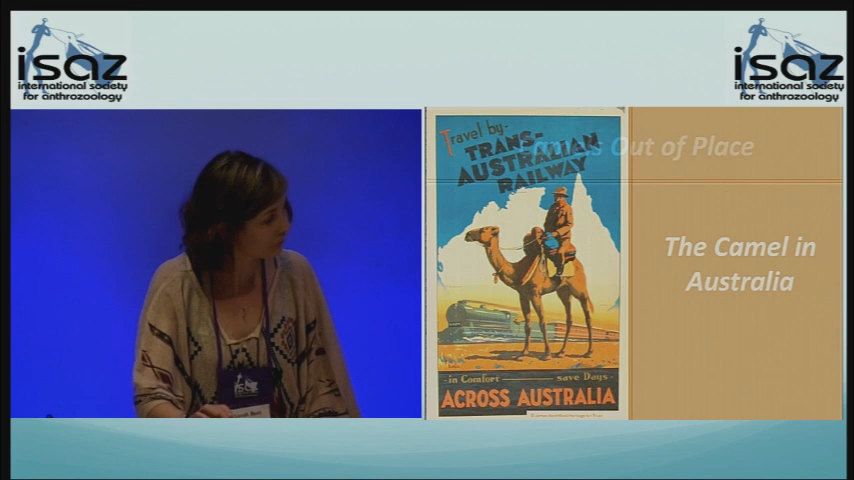 isaz
international society
for anthrozoology
isaz
international society
for anthrozoology
Travel by-
TRANS-
AUSTRALIAN
RAILWAY
Out of Place
The Camel in
Australia
- in Comfort save Days -
ACROSS AUSTRALIA
isaz